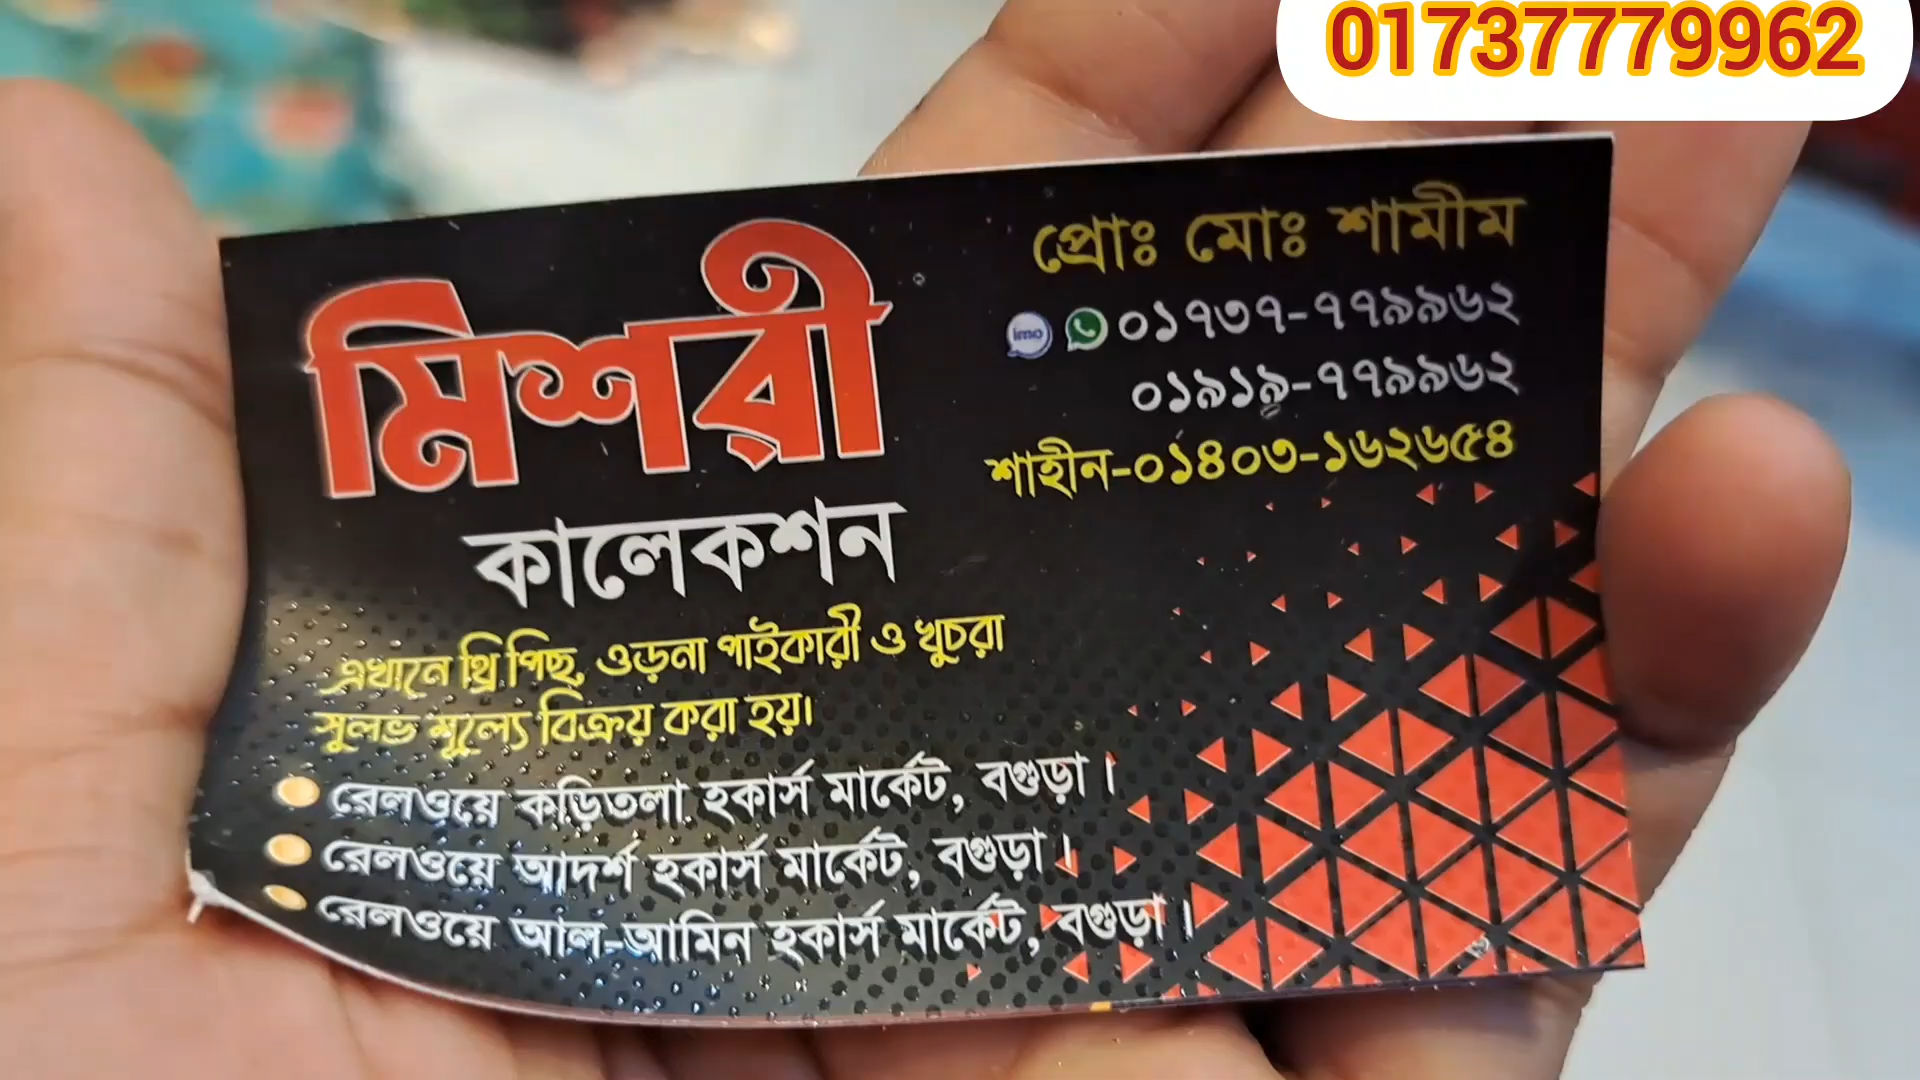 01737779962
মিশরী
কালেকশন
প্রোঃ মোঃ শামীম
imo ০১৭৩৭-৭৭৯৯৬২
০১৯১৯-৭৭৯৯৬২
শাহীন-০১৪০৩-১৬২৬৫৪
এখানে থ্রি পিছ, ওড়না পাইকারী ও খুচরা
সুলভ মূল্যে বিক্রয় করা হয়।
রেলওয়ে কড়িতলা হকার্স মার্কেট, বগুড়া।
রেলওয়ে আদর্শ হকার্স মার্কেট, বগুড়া।
রেলওয়ে আল-আমিন হকার্স মার্কেট, বগুড়া।